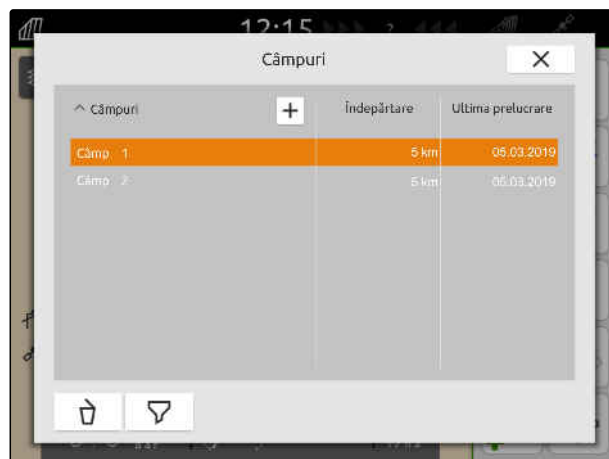 12:15
Câmpuri
Câmpuri Îndepărtare Ultima prelucrare
Câmp 1 5 km 05.03.2019
Câmp 2 5 km 05.03.2019